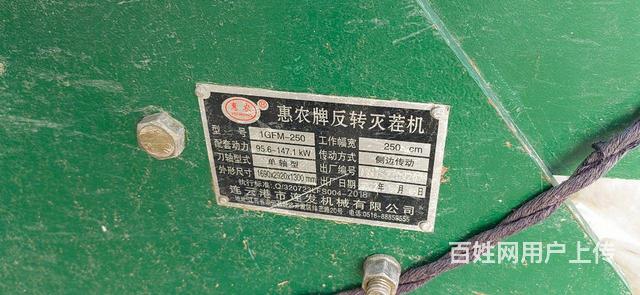 惠农
惠农牌反转灭茬机
型号 1GFM-250 工作幅宽 250 cm
配套动力 95.6-147.1 kW 传动方式 侧边传动
刀轴型式 单轴型 出厂编号
外形尺寸 1690x2920x1300 mm 出厂日期 年 月 日
执行标准:
连云港市连发机械有限公司
百姓网用户上传